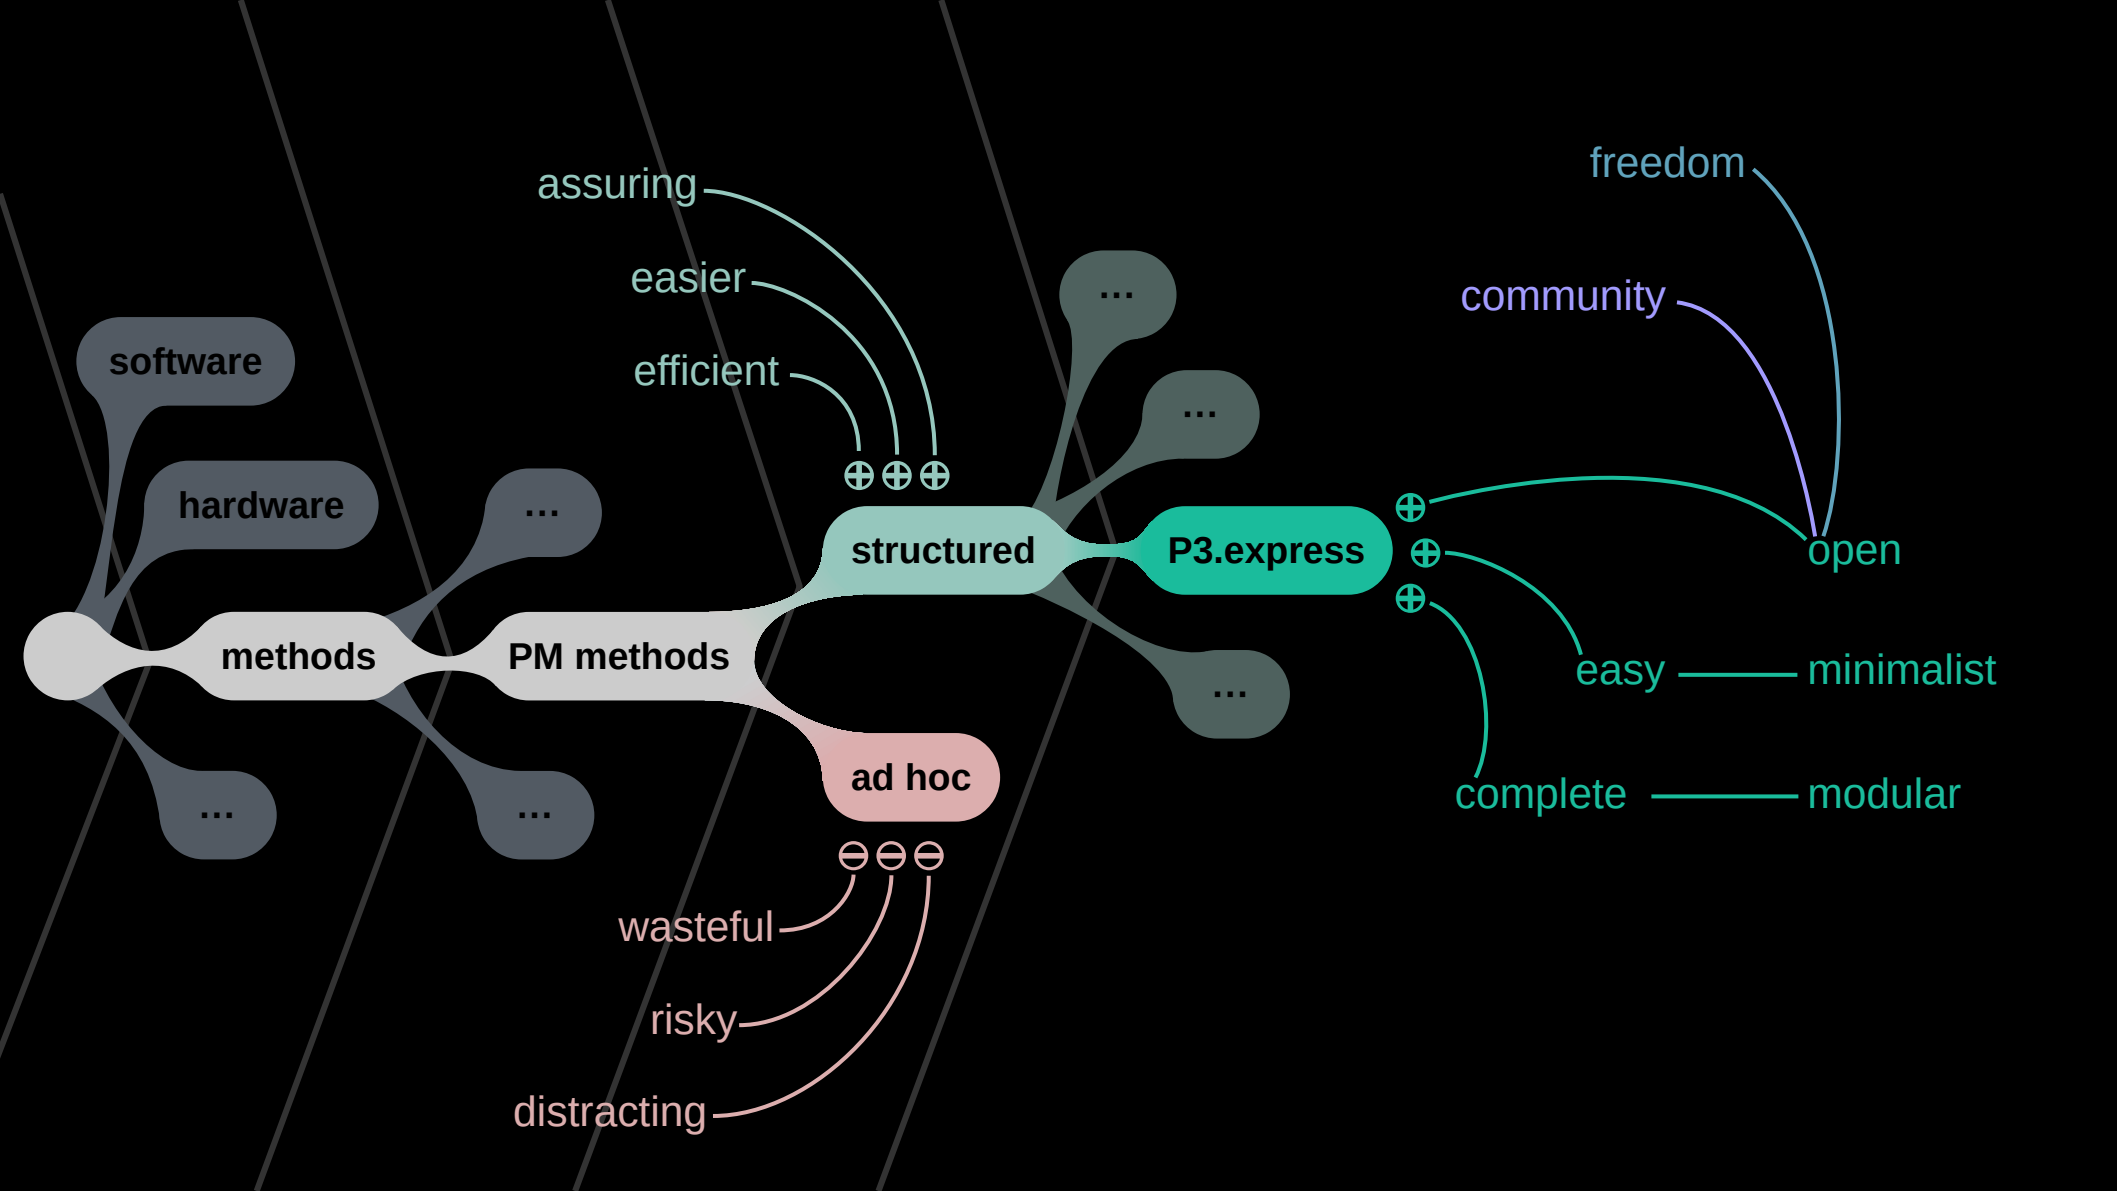 freedom
assuring
easier
community
...
software
efficient
...
hardware
...
structured
P3.express
open
methods
PM methods
easy
minimalist
...
ad hoc
complete
modular
...
...
wasteful
risky
distracting